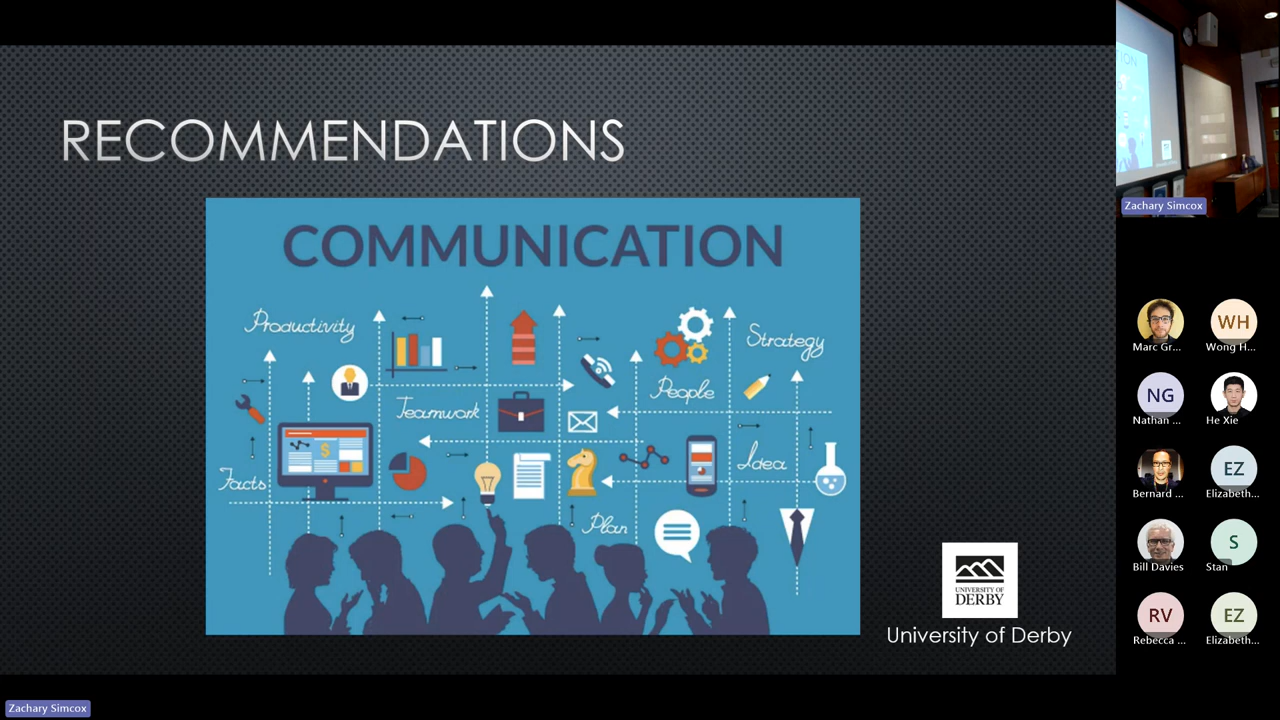 RECOMMENDATIONS
COMMUNICATION
Productivity
Strategy
People
Teamwork
Idea
Facts
Plan
$
UNIVERSITY OF
DERBY
University of Derby
Zachary Simcox
Zachary Simcox
Marc Gr...
WH
Wong H...
NG
Nathan ...
He Xie
Bernard ...
EZ
Elizabeth...
Bill Davies
S
Stan
RV
Rebecca ...
EZ
Elizabeth...